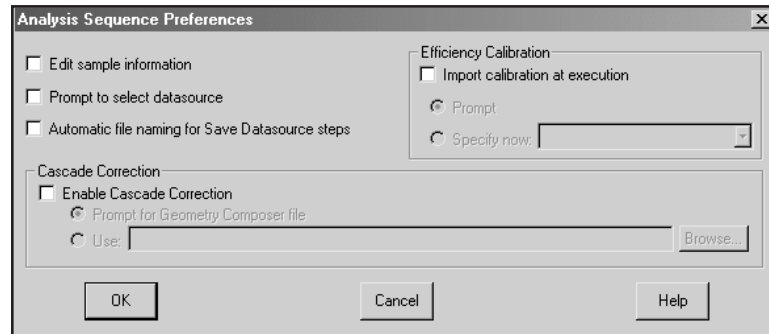 Analysis Sequence Preferences
Edit sample information
Prompt to select datasource
Automatic file naming for Save Datasource steps
Efficiency Calibration
Import calibration at execution
Prompt
Specify now:
Cascade Correction
Enable Cascade Correction
Prompt for Geometry Composer file
Use:
Browse...
OK
Cancel
Help